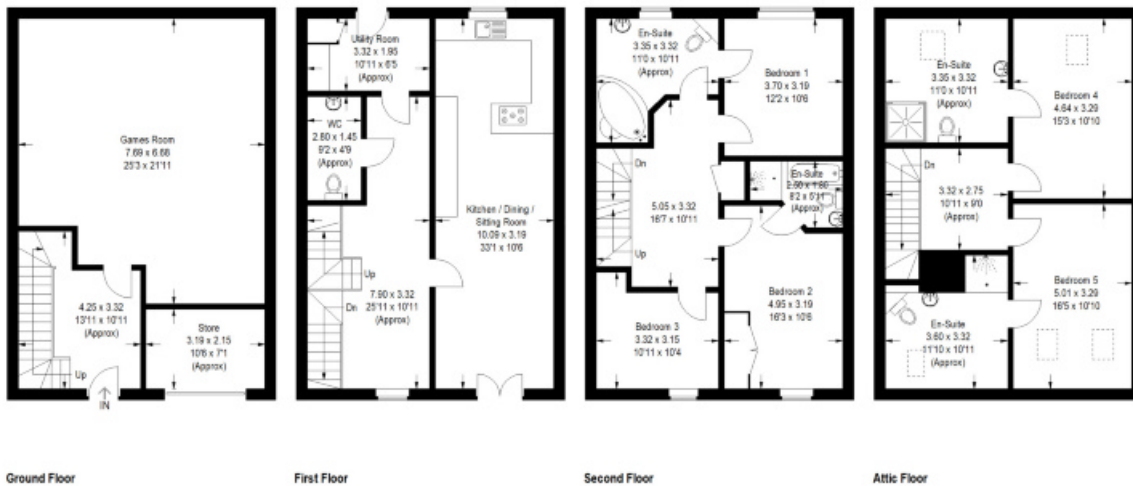 Games Room
7.69 x 6.68
25'3 x 21'11
4.25 x 3.32
13'11 x 10'11
(Approx)
Store
3.19 x 2.15
10'6 x 7'1
(Approx)
Up
IN
Ground Floor
Utility Room
3.32 x 1.95
10'11 x 6'5
(Approx)
WC
2.80 x 1.45
9'2 x 4'9
(Approx)
Kitchen / Dining /
Sitting Room
10.09 x 3.19
33'1 x 10'6
Up
Dn
7.90 x 3.32
25'11 x 10'11
(Approx)
First Floor
En-Suite
3.35 x 3.32
11'0 x 10'11
(Approx)
Bedroom 1
3.70 x 3.19
12'2 x 10'6
Dn
En-Suite
2.50 x 1.80
8'2 x 5'11
(Approx)
5.05 x 3.32
16'7 x 10'11
Up
Bedroom 2
4.95 x 3.19
16'3 x 10'6
Bedroom 3
3.32 x 3.15
10'11 x 10'4
Second Floor
En-Suite
3.35 x 3.32
11'0 x 10'11
(Approx)
Bedroom 4
4.64 x 3.29
15'3 x 10'10
Dn
3.32 x 2.75
10'11 x 9'0
(Approx)
Bedroom 5
5.01 x 3.29
16'5 x 10'10
En-Suite
3.60 x 3.32
11'10 x 10'11
(Approx)
Attic Floor